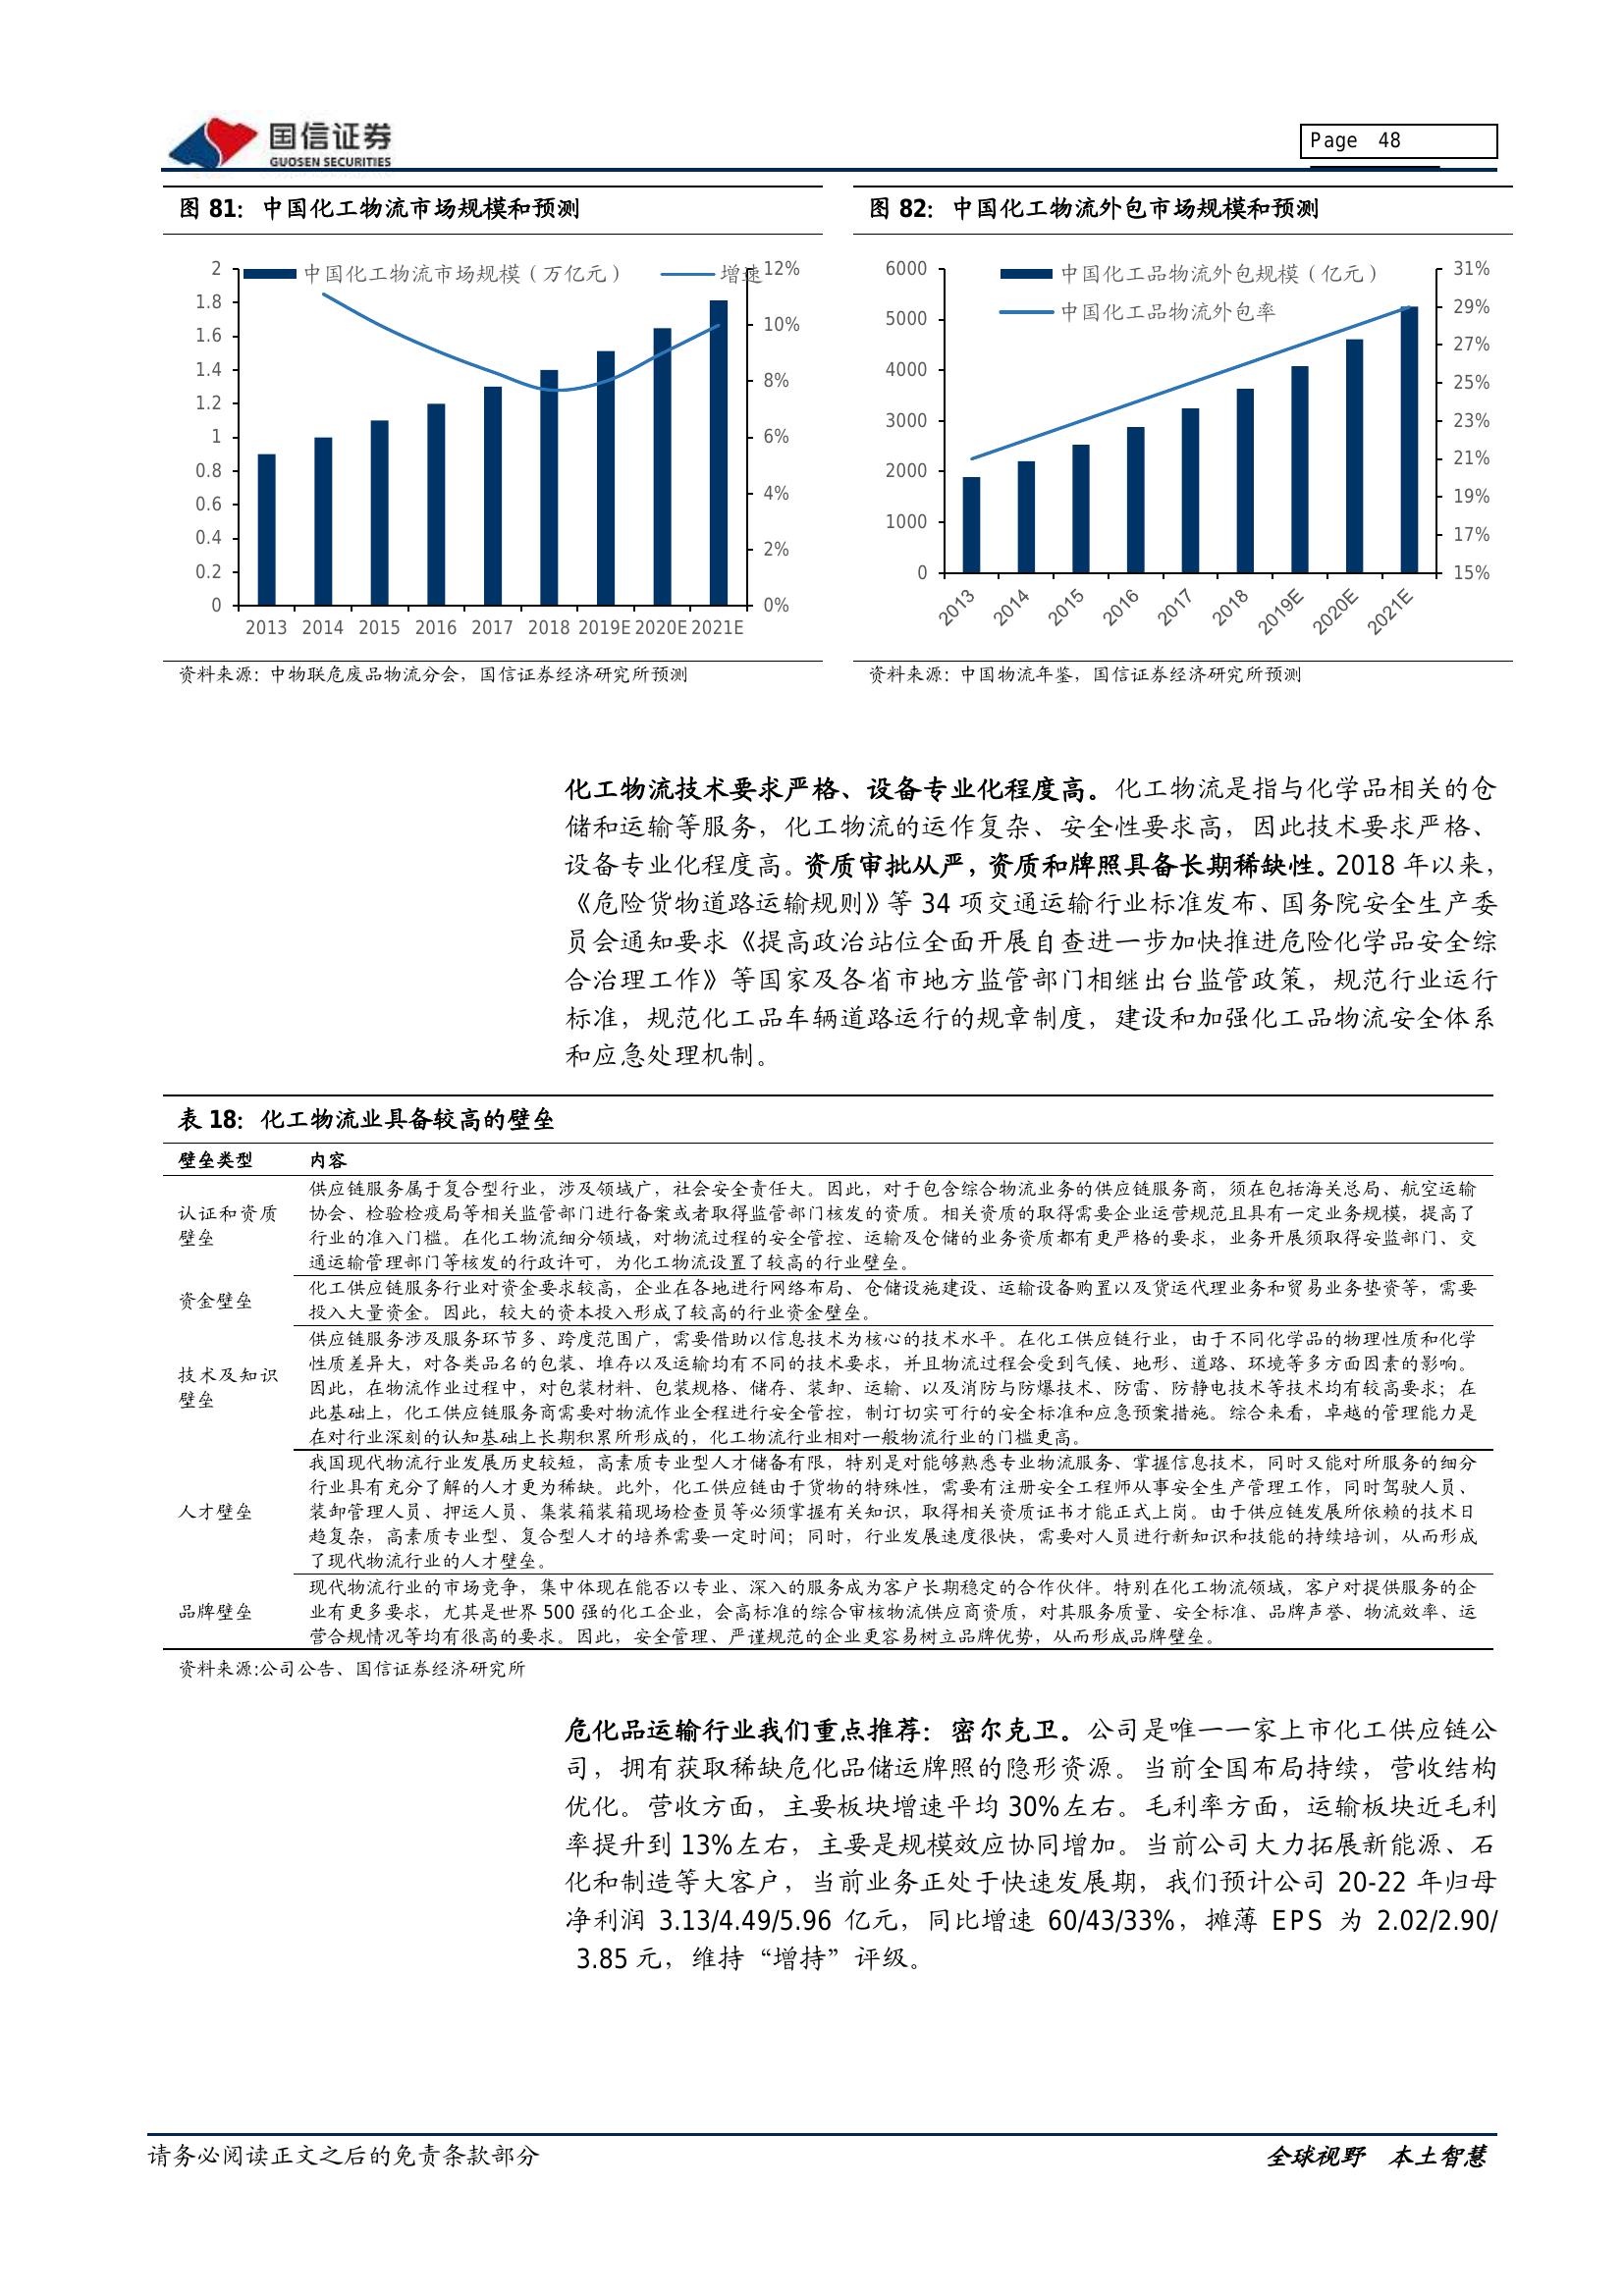 国信证券
GUOSEN SECURITIES
Page 48
图 81：中国化工物流市场规模和预测
中国化工物流市场规模（万亿元）
增速
2
1.8
1.6
1.4
1.2
1
0.8
0.6
0.4
0.2
0
12%
10%
8%
6%
4%
2%
0%
2013 2014 2015 2016 2017 2018 2019E 2020E 2021E
资料来源：中物联危废品物流分会，国信证券经济研究所预测
图 82：中国化工物流外包市场规模和预测
中国化工品物流外包规模（亿元）
中国化工品物流外包率
6000
5000
4000
3000
2000
1000
0
31%
29%
27%
25%
23%
21%
19%
17%
15%
2013 2014 2015 2016 2017 2018 2019E 2020E 2021E
资料来源：中国物流年鉴，国信证券经济研究所预测
化工物流技术要求严格、设备专业化程度高。化工物流是指与化学品相关的仓
储和运输等服务，化工物流的运作复杂、安全性要求高，因此技术要求严格、
设备专业化程度高。资质审批从严，资质和牌照具备长期稀缺性。2018 年以来，
《危险货物道路运输规则》等 34 项交通运输行业标准发布、国务院安全生产委
员会通知要求《提高政治站位全面开展自查进一步加快推进危险化学品安全综
合治理工作》等国家及各省市地方监管部门相继出台监管政策，规范行业运行
标准，规范化工品车辆道路运行的规章制度，建设和加强化工品物流安全体系
和应急处理机制。
表 18：化工物流业具备较高的壁垒
壁垒类型 内容
认证和资质
壁垒
供应链服务属于复合型行业，涉及领域广，社会安全责任大。因此，对于包含综合物流业务的供应链服务商，须在包括海关总局、航空运输
协会、检验检疫局等相关监管部门进行备案或者取得监管部门核发的资质。相关资质的取得需要企业运营规范且具有一定业务规模，提高了
行业的准入门槛。在化工物流细分领域，对物流过程的安全管控、运输及仓储的业务资质都有更严格的要求，业务开展须取得安监部门、交
通运输管理部门等核发的行政许可，为化工物流设置了较高的行业壁垒。
资金壁垒
化工供应链服务行业对资金要求较高，企业在各地进行网络布局、仓储设施建设、运输设备购置以及货运代理业务和贸易业务垫资等，需要
投入大量资金。因此，较大的资本投入形成了较高的行业资金壁垒。
技术及知识
壁垒
供应链服务涉及服务环节多、跨度范围广，需要借助以信息技术为核心的技术水平。在化工供应链行业，由于不同化学品的物理性质和化学
性质差异大，对各类品名的包装、堆存以及运输均有不同的技术要求，并且物流过程会受到气候、地形、道路、环境等多方面因素的影响。
因此，在物流作业过程中，对包装材料、包装规格、储存、装卸、运输、以及消防与防爆技术、防雷、防静电技术等技术均有较高要求；在
此基础上，化工供应链服务商需要对物流作业全程进行安全管控，制订切实可行的安全标准和应急预案措施。综合来看，卓越的管理能力是
在对行业深刻的认知基础上长期积累所形成的，化工物流行业相对一般物流行业的门槛更高。
人才壁垒
我国现代物流行业发展历史较短，高素质专业型人才储备有限，特别是对能够熟悉专业物流服务、掌握信息技术，同时又能对所服务的细分
行业具有充分了解的人才更为稀缺。此外，化工供应链由于货物的特殊性，需要有注册安全工程师从事安全生产管理工作，同时驾驶人员、
装卸管理人员、押运人员、集装箱装箱现场检查员等必须掌握有关知识，取得相关资质证书才能正式上岗。由于供应链发展所依赖的技术日
趋复杂，高素质专业型、复合型人才的培养需要一定时间；同时，行业发展速度很快，需要对人员进行新知识和技能的持续培训，从而形成
了现代物流行业的人才壁垒。
品牌壁垒
现代物流行业的市场竞争，集中体现在能否以专业、深入的服务成为客户长期稳定的合作伙伴。特别在化工物流领域，客户对提供服务的企
业有更多要求，尤其是世界 500 强的化工企业，会高标准的综合审核物流供应商资质，对其服务质量、安全标准、品牌声誉、物流效率、运
营合规情况等均有很高的要求。因此，安全管理、严谨规范的企业更容易树立品牌优势，从而形成品牌壁垒。
资料来源:公司公告、国信证券经济研究所
危化品运输行业我们重点推荐：密尔克卫。公司是唯一一家上市化工供应链公
司，拥有获取稀缺危化品储运牌照的隐形资源。当前全国布局持续，营收结构
优化。营收方面，主要板块增速平均 30%左右。毛利率方面，运输板块近毛利
率提升到 13%左右，主要是规模效应协同增加。当前公司大力拓展新能源、石
化和制造等大客户，当前业务正处于快速发展期，我们预计公司 20-22 年归母
净利润 3.13/4.49/5.96 亿元，同比增速 60/43/33%，摊薄 EPS 为 2.02/2.90/
3.85 元，维持“增持”评级。
请务必阅读正文之后的免责条款部分
全球视野 本土智慧